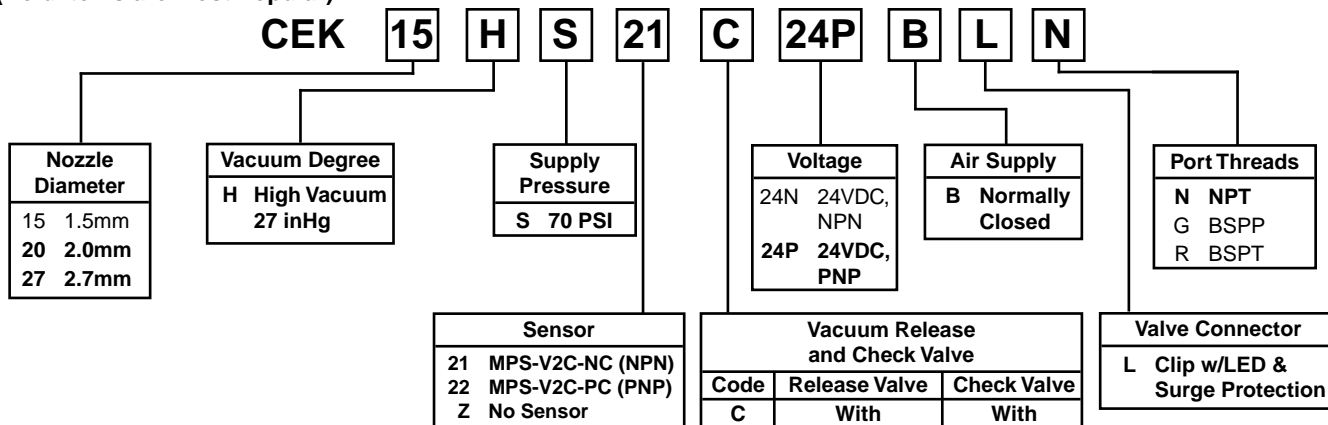 CEK 15 H S 21 C 24P B L N
Nozzle
Diameter
15 1.5mm
20 2.0mm
27 2.7mm
Vacuum Degree
H High Vacuum
27 inHg
Supply
Pressure
S 70 PSI
Voltage
24N 24VDC,
NPN
24P 24VDC,
PNP
Air Supply
B Normally
Closed
Port Threads
N NPT
G BSPP
R BSPT
Sensor
21 MPS-V2C-NC (NPN)
22 MPS-V2C-PC (PNP)
Z No Sensor
Vacuum Release
and Check Valve
Code Release Valve Check Valve
C With With
Valve Connector
L Clip w/LED &
Surge Protection